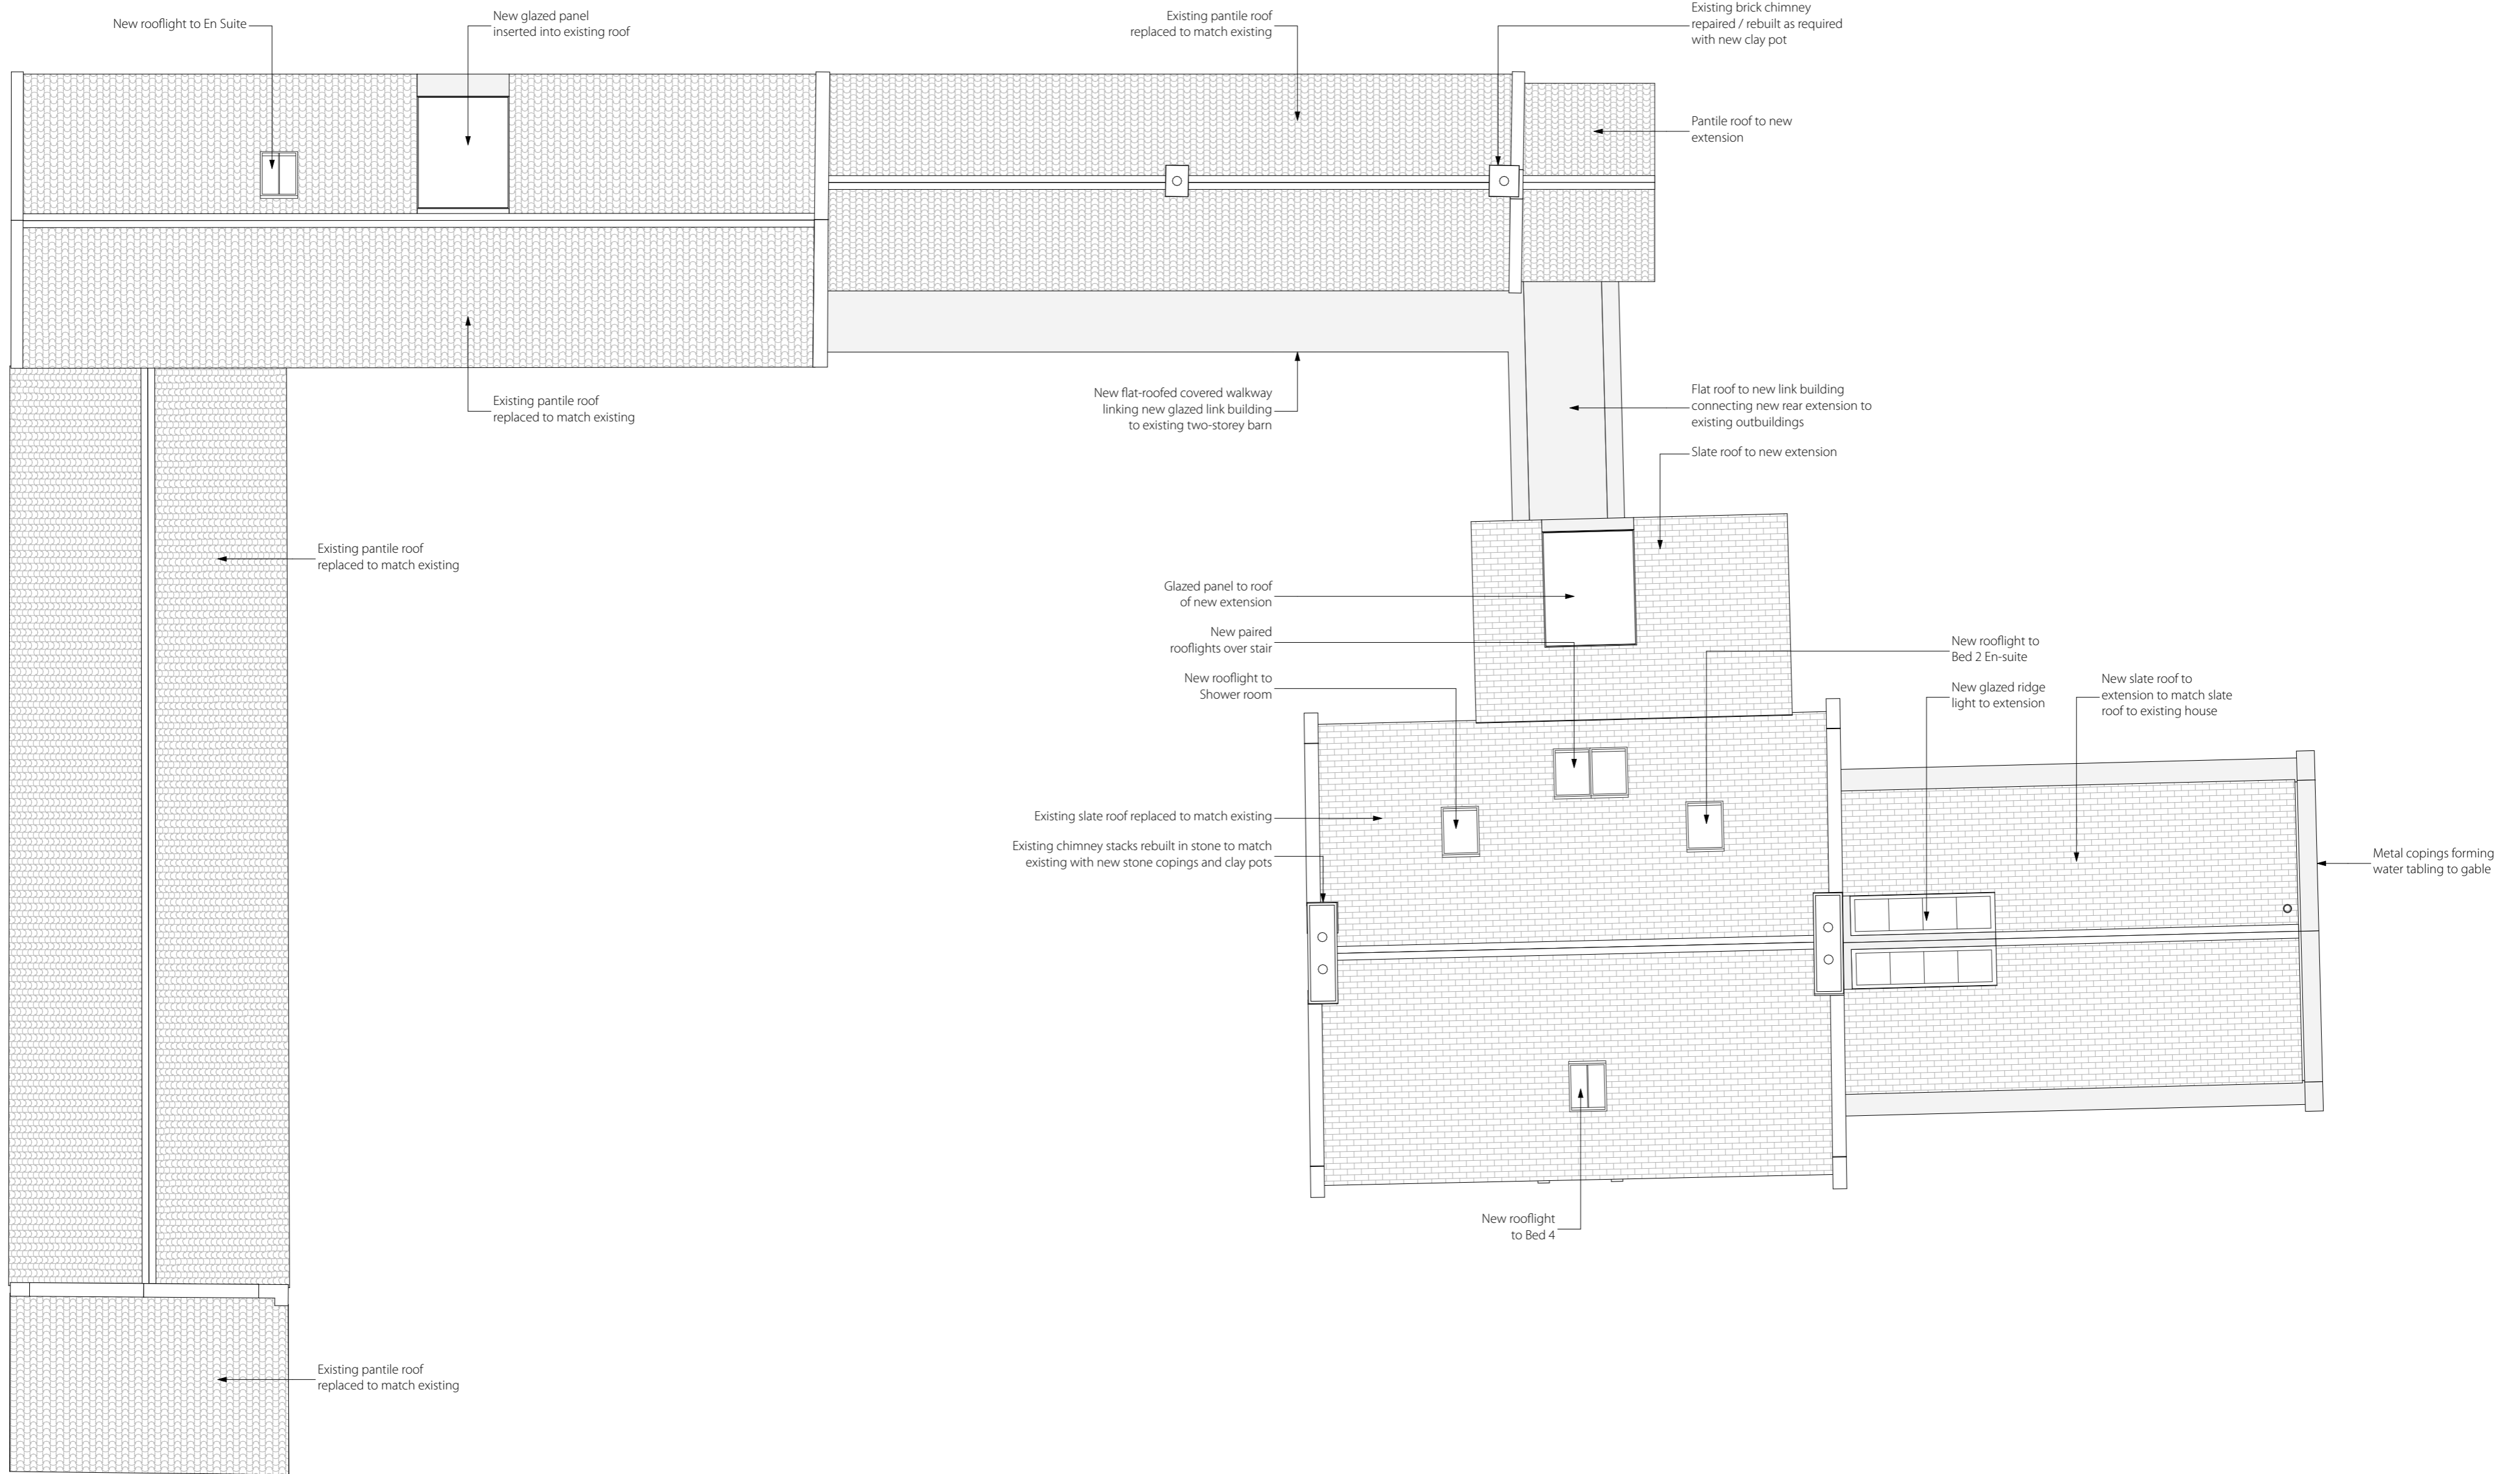 New rooflight to En Suite
New glazed panel
inserted into existing roof
Existing pantile roof
replaced to match existing
Existing brick chimney
repaired / rebuilt as required
with new clay pot
Pantile roof to new
extension
Existing pantile roof
replaced to match existing
New flat-roofed covered walkway
linking new glazed link building
to existing two-storey barn
Flat roof to new link building
connecting new rear extension to
existing outbuildings
Slate roof to new extension
Existing pantile roof
replaced to match existing
Glazed panel to roof
of new extension
New paired
rooflights over stair
New rooflight to
Shower room
New rooflight to
Bed 2 En-suite
New glazed ridge
light to extension
New slate roof to
extension to match slate
roof to existing house
Existing slate roof replaced to match existing
Existing chimney stacks rebuilt in stone to match
existing with new stone copings and clay pots
Metal copings forming
water tabling to gable
New rooflight
to Bed 4
Existing pantile roof
replaced to match existing